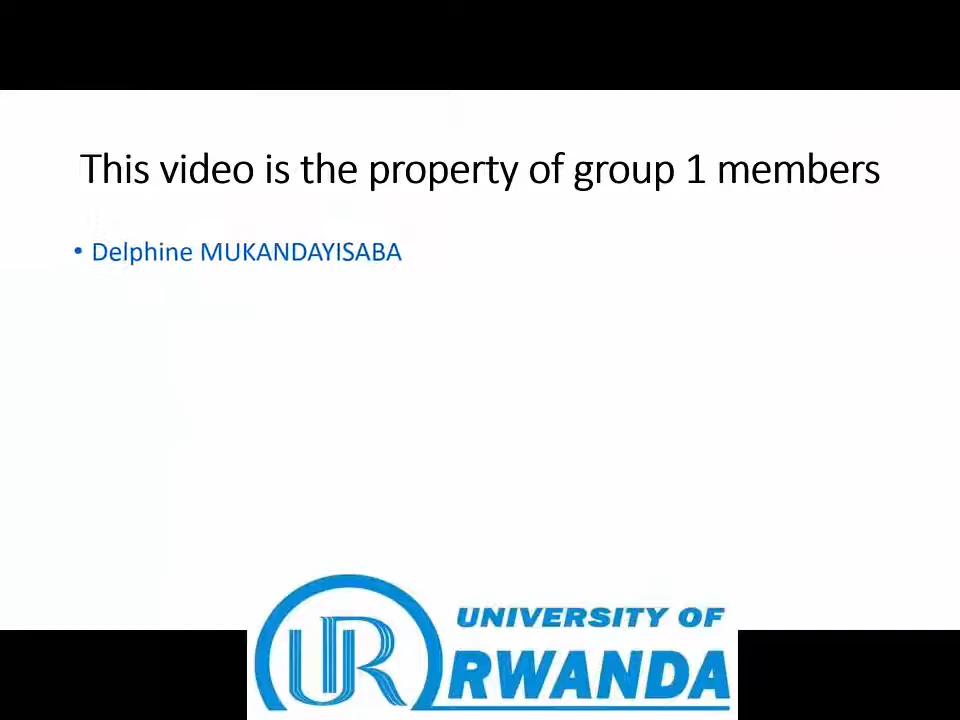 This video is the property of group 1 members
• Delphine MUKANDAYISABA
UR
UNIVERSITY OF
RWANDA